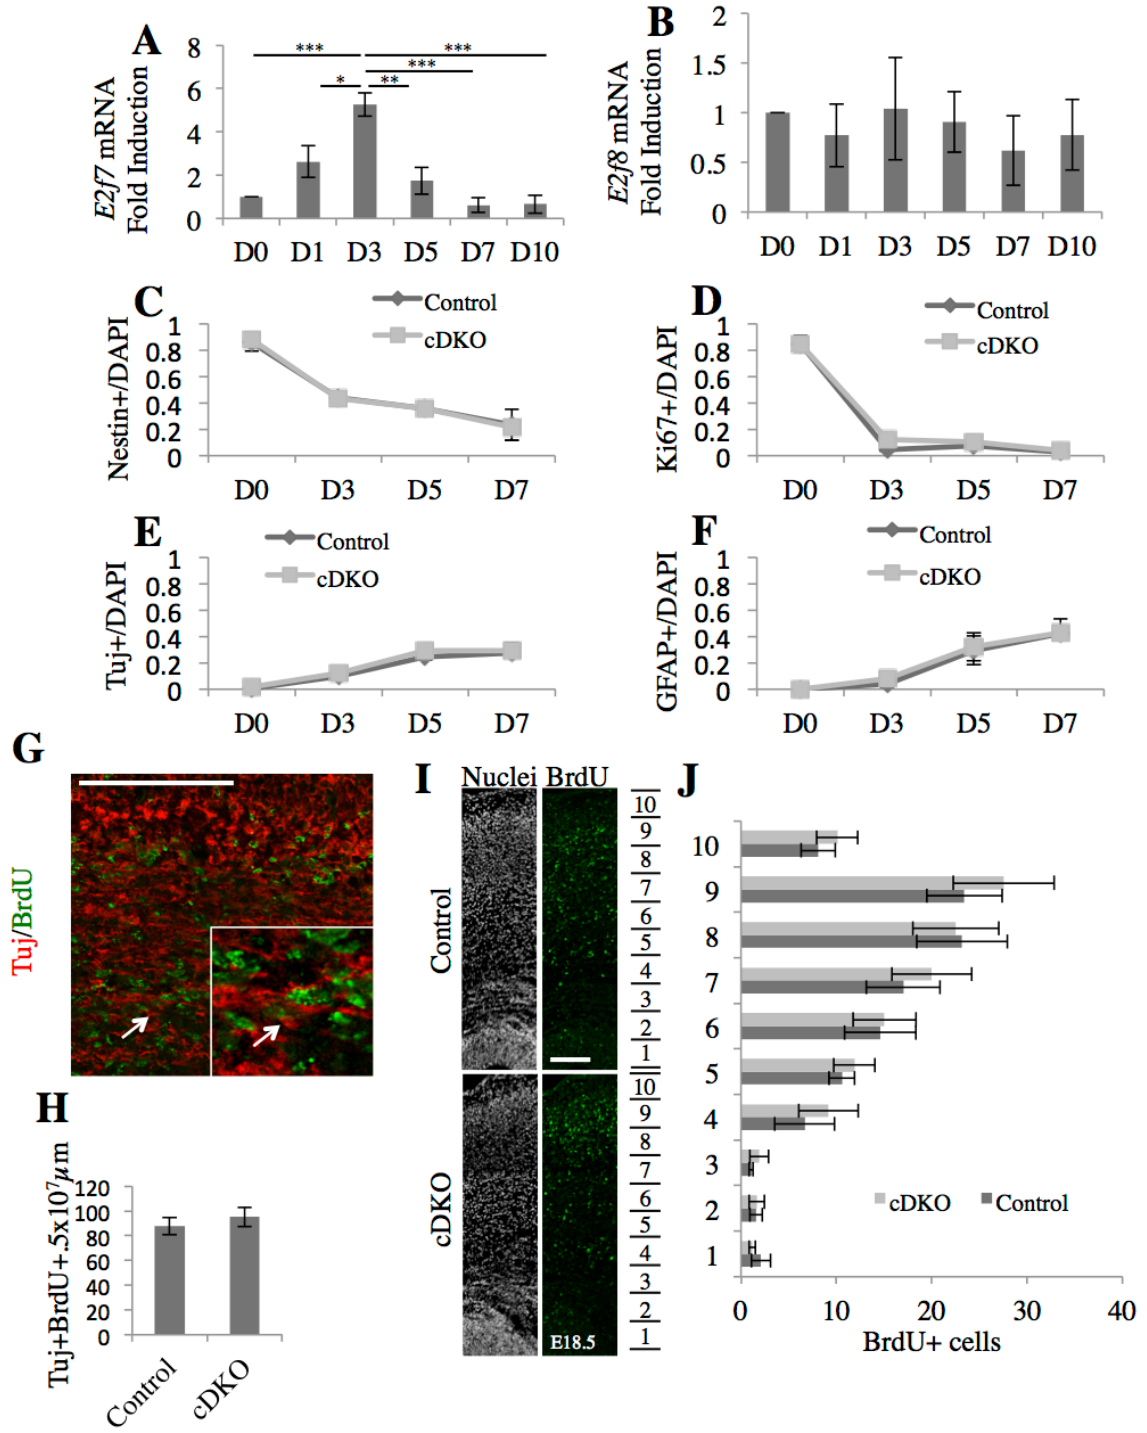 A
E2f7 mRNA
Fold Induction
8
6
4
2
0
***
***
***
*
**
D0 D1 D3 D5 D7 D10
B
E2f8 mRNA
Fold Induction
2
1.5
1
0.5
0
D0 D1 D3 D5 D7 D10
C
Nestin+/DAPI
Control
cDKO
1
0.8
0.6
0.4
0.2
0
D0 D3 D5 D7
D
Ki67+/DAPI
Control
cDKO
1
0.8
0.6
0.4
0.2
0
D0 D3 D5 D7
E
Tuj+/DAPI
Control
cDKO
1
0.8
0.6
0.4
0.2
0
D0 D3 D5 D7
F
GFAP+/DAPI
Control
cDKO
1
0.8
0.6
0.4
0.2
0
D0 D3 D5 D7
G
Tuj/BrdU
H
Tuj+BrdU+.5x10⁷µm
120
100
80
60
40
20
0
Control
cDKO
I
Nuclei BrdU
Control
10
9
8
7
6
5
4
3
2
1
cDKO
10
9
8
7
6
5
4
3
2
1
E18.5
J
10
9
8
7
6
5
4
3
2
1
cDKO Control
0 10 20 30 40
BrdU+ cells